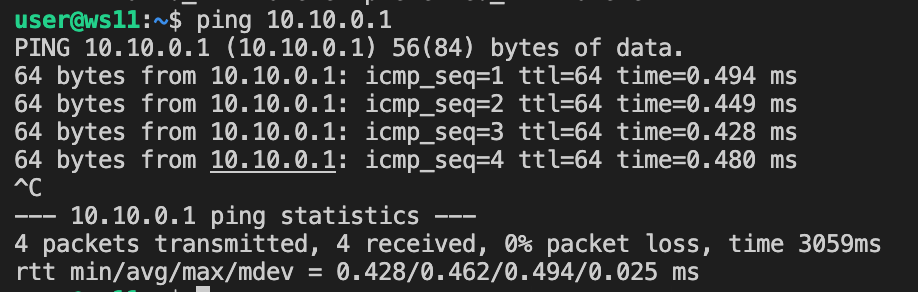 user@ws11:~$ ping 10.10.0.1
PING 10.10.0.1 (10.10.0.1) 56(84) bytes of data.
64 bytes from 10.10.0.1: icmp_seq=1 ttl=64 time=0.494 ms
64 bytes from 10.10.0.1: icmp_seq=2 ttl=64 time=0.449 ms
64 bytes from 10.10.0.1: icmp_seq=3 ttl=64 time=0.428 ms
64 bytes from 10.10.0.1: icmp_seq=4 ttl=64 time=0.480 ms
^C
--- 10.10.0.1 ping statistics ---
4 packets transmitted, 4 received, 0% packet loss, time 3059ms
rtt min/avg/max/mdev = 0.428/0.462/0.494/0.025 ms